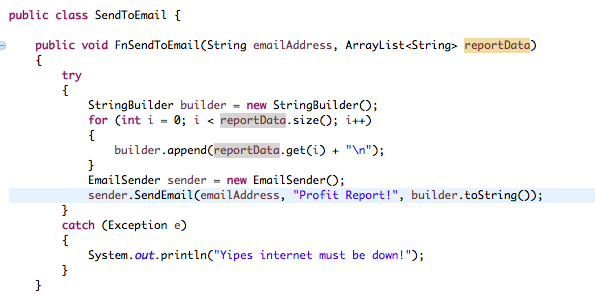 public class SendToEmail {
public void FnSendToEmail(String emailAddress, ArrayList<String> reportData)
{
try
{
StringBuilder builder = new StringBuilder();
for (int i = 0; i < reportData.size(); i++)
{
builder.append(reportData.get(i) + "\n");
}
EmailSender sender = new EmailSender();
sender.SendEmail(emailAddress, "Profit Report!", builder.toString());
}
catch (Exception e)
{
System.out.println("Yipes internet must be down!");
}
}